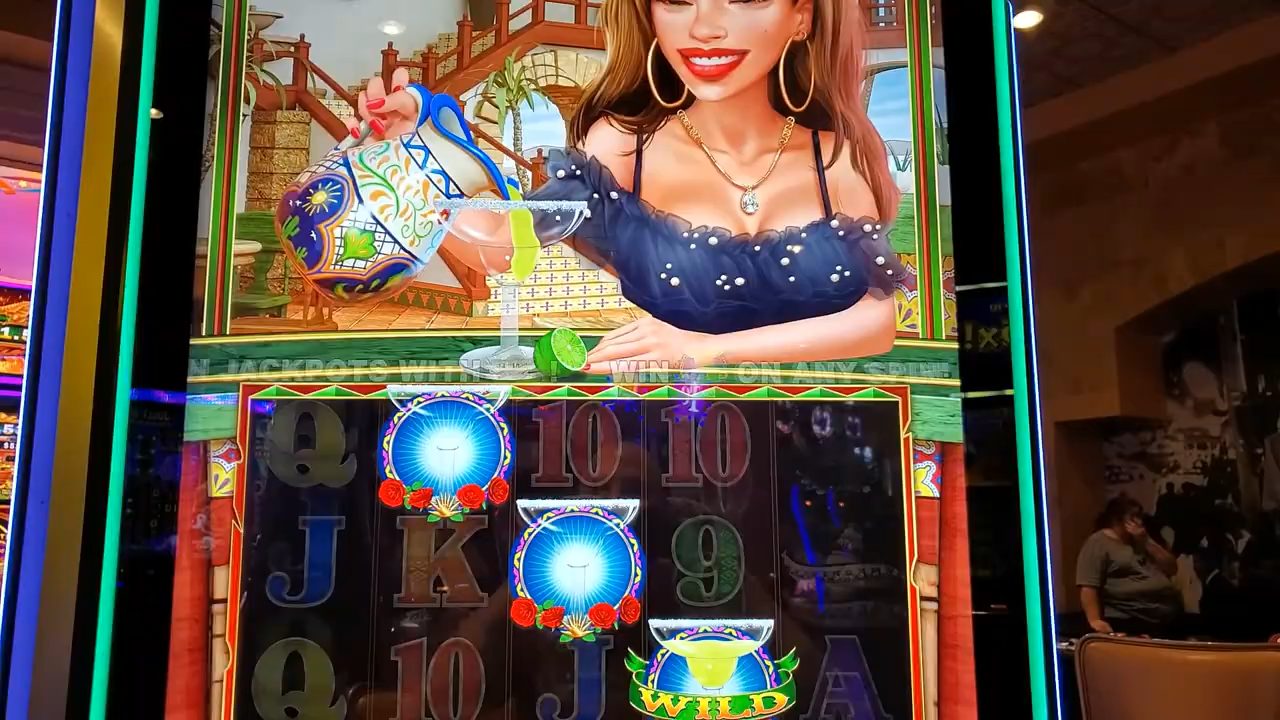 N JACKPOTS WITH
WIN
ON ANY SPIN
Q 10 10
J K 9
Q 10 J WILD A